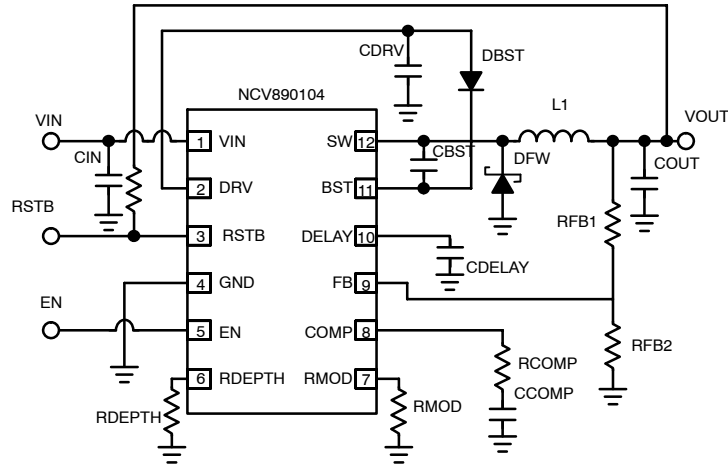 CDRV
DBST
NCV890104
L1
VIN
VOUT
1
VIN
SW
12
CIN
CBST
DFW
COUT
2
DRV
BST
11
RSTB
RFB1
3
RSTB
DELAY
10
CDELAY
4
GND
FB
9
EN
5
EN
COMP
8
RFB2
RCOMP
6
RDEPTH
RMOD
7
CCOMP
RDEPTH
RMOD